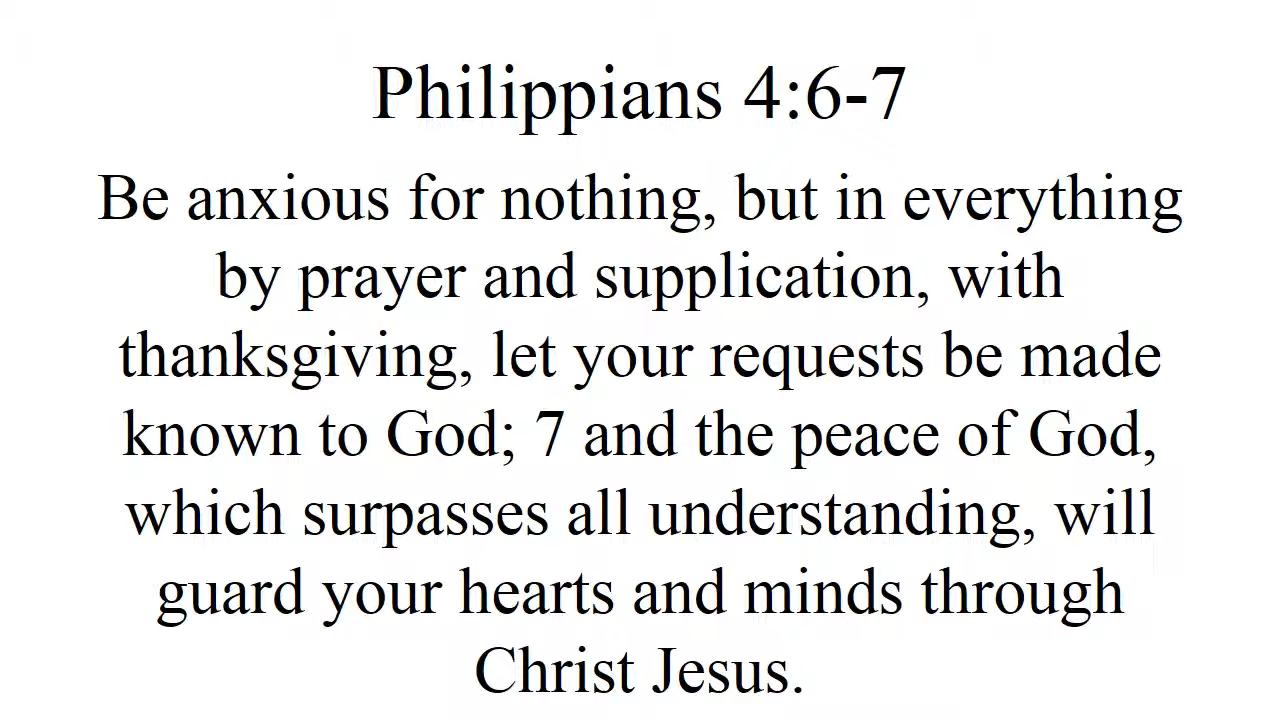 Philippians 4:6-7
Be anxious for nothing, but in everything
by prayer and supplication, with
thanksgiving, let your requests be made
known to God; 7 and the peace of God,
which surpasses all understanding, will
guard your hearts and minds through
Christ Jesus.